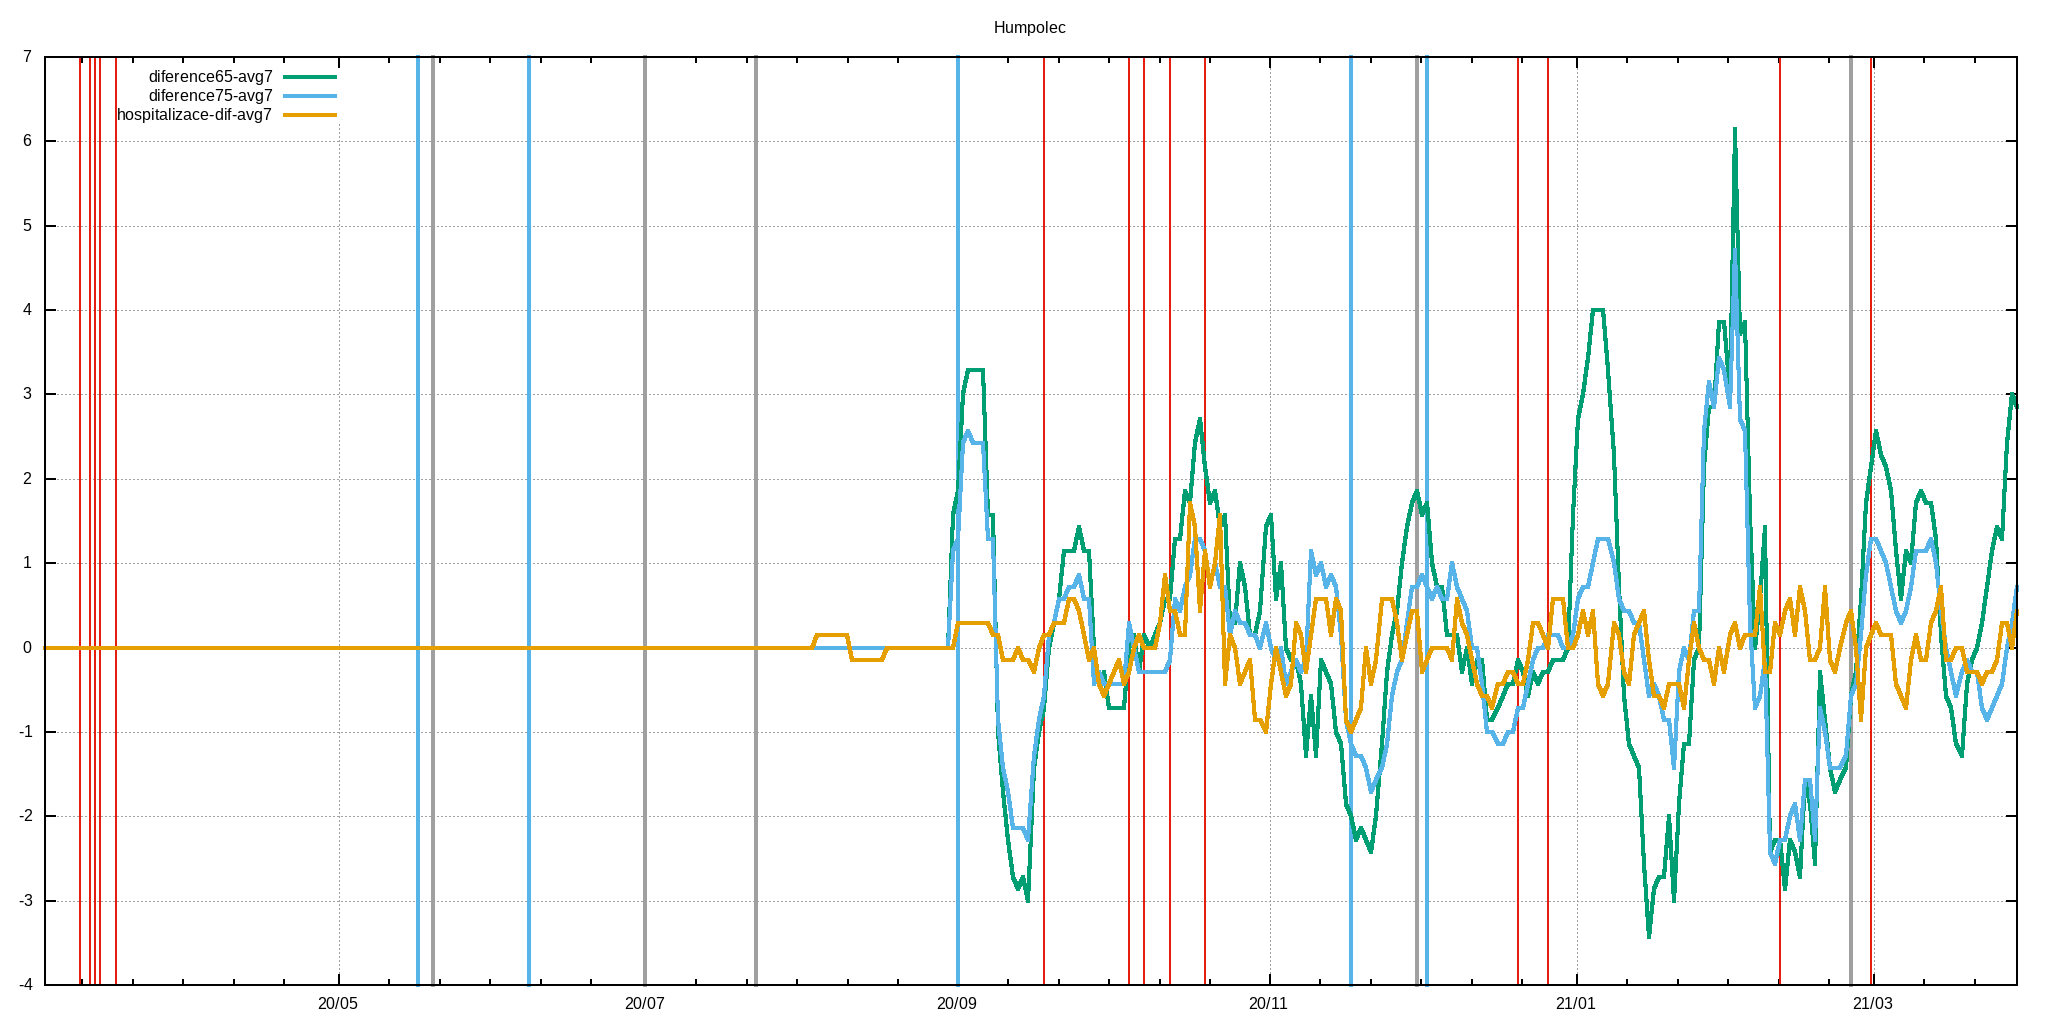 Humpolec
7
diference65-avg7
diference75-avg7
hospitalizace-dif-avg7
6
5
4
3
2
1
0
-1
-2
-3
-4
20/05 20/07 20/09 20/11 21/01 21/03